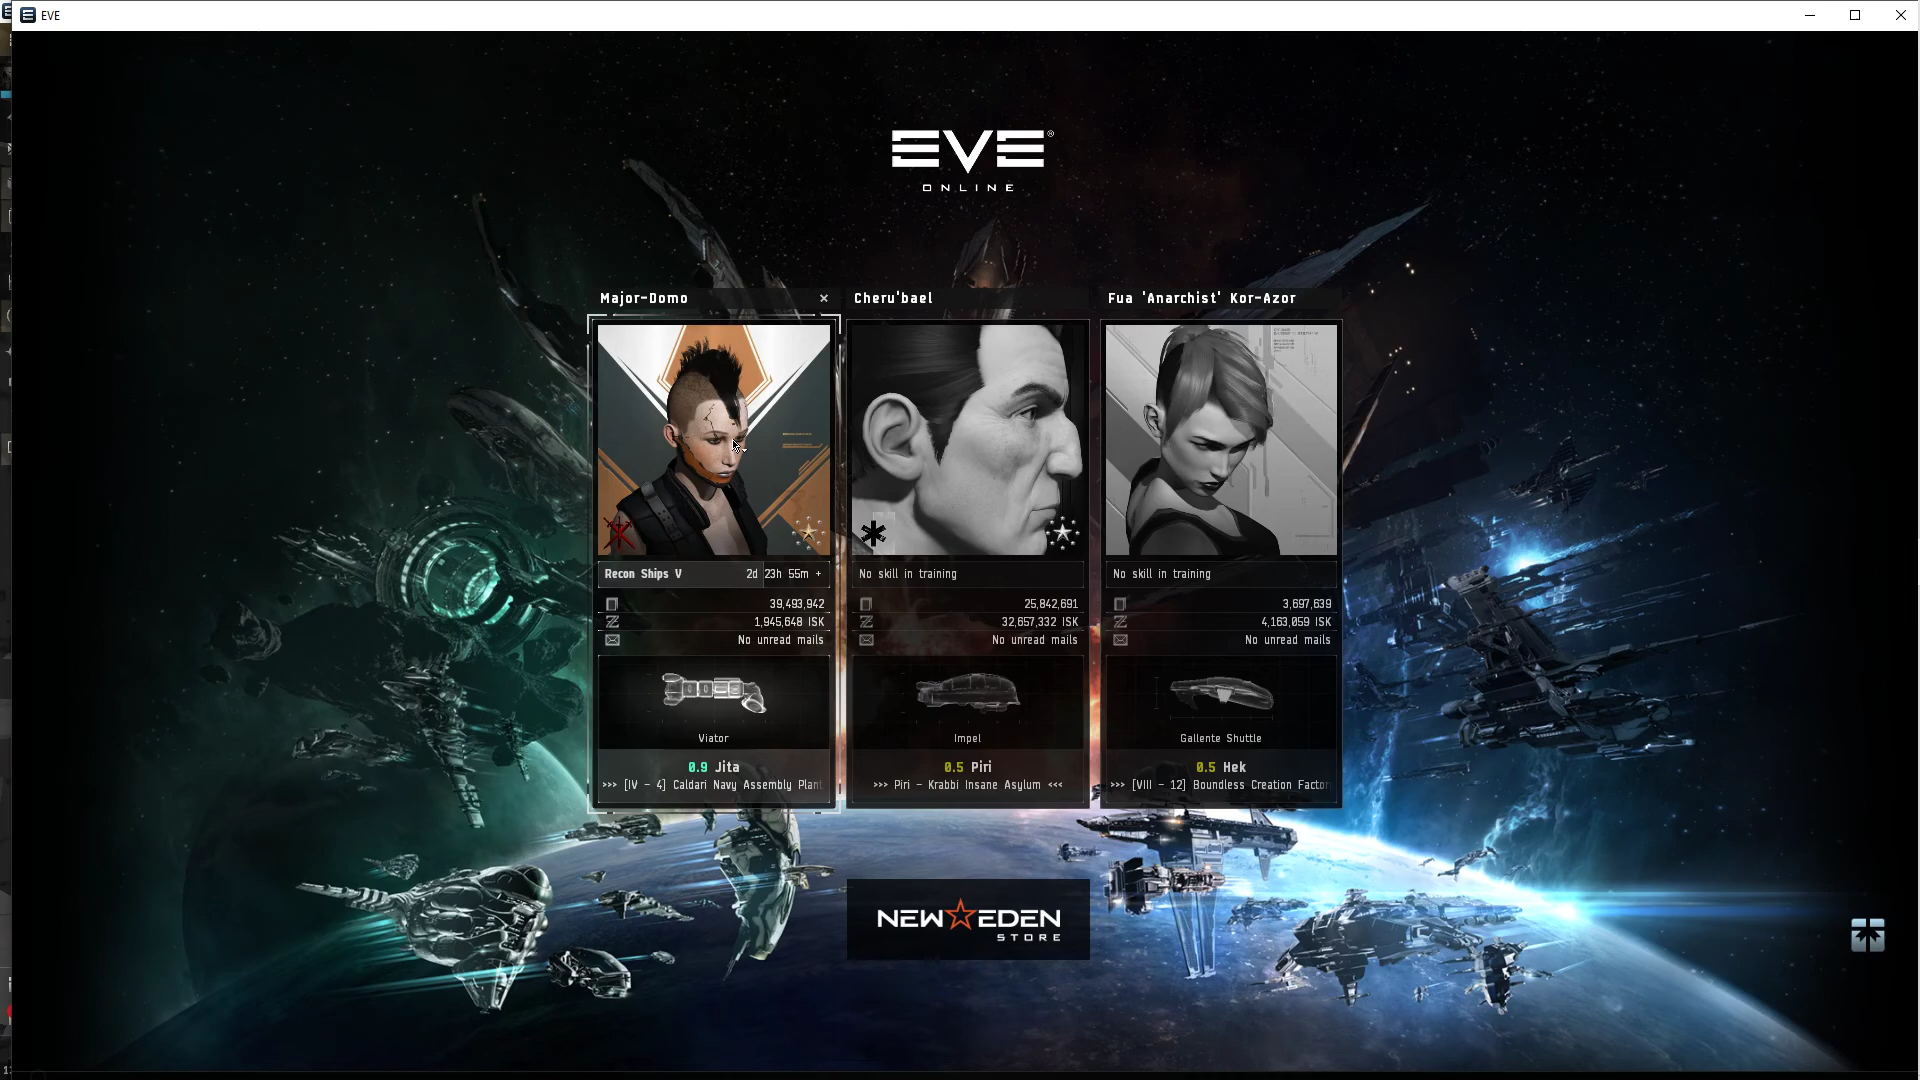 EVE
EVE®
ONLINE
Major-Domo
Cheru'bael
Fua 'Anarchist' Kor-Azor
Recon Ships V 2d 23h 55m +
No skill in training
No skill in training
39,493,942
25,842,691
3,697,639
1,945,648 ISK
32,657,332 ISK
4,163,059 ISK
No unread mails
No unread mails
No unread mails
Viator
Impel
Gallente Shuttle
0.9 Jita
0.5 Piri
0.5 Hek
>>> [IV - 4] Caldari Navy Assembly Plant
>>> Piri - Krabbi Insane Asylum <<<
>>> [VIII - 12] Boundless Creation Factor
NEW EDEN
STORE